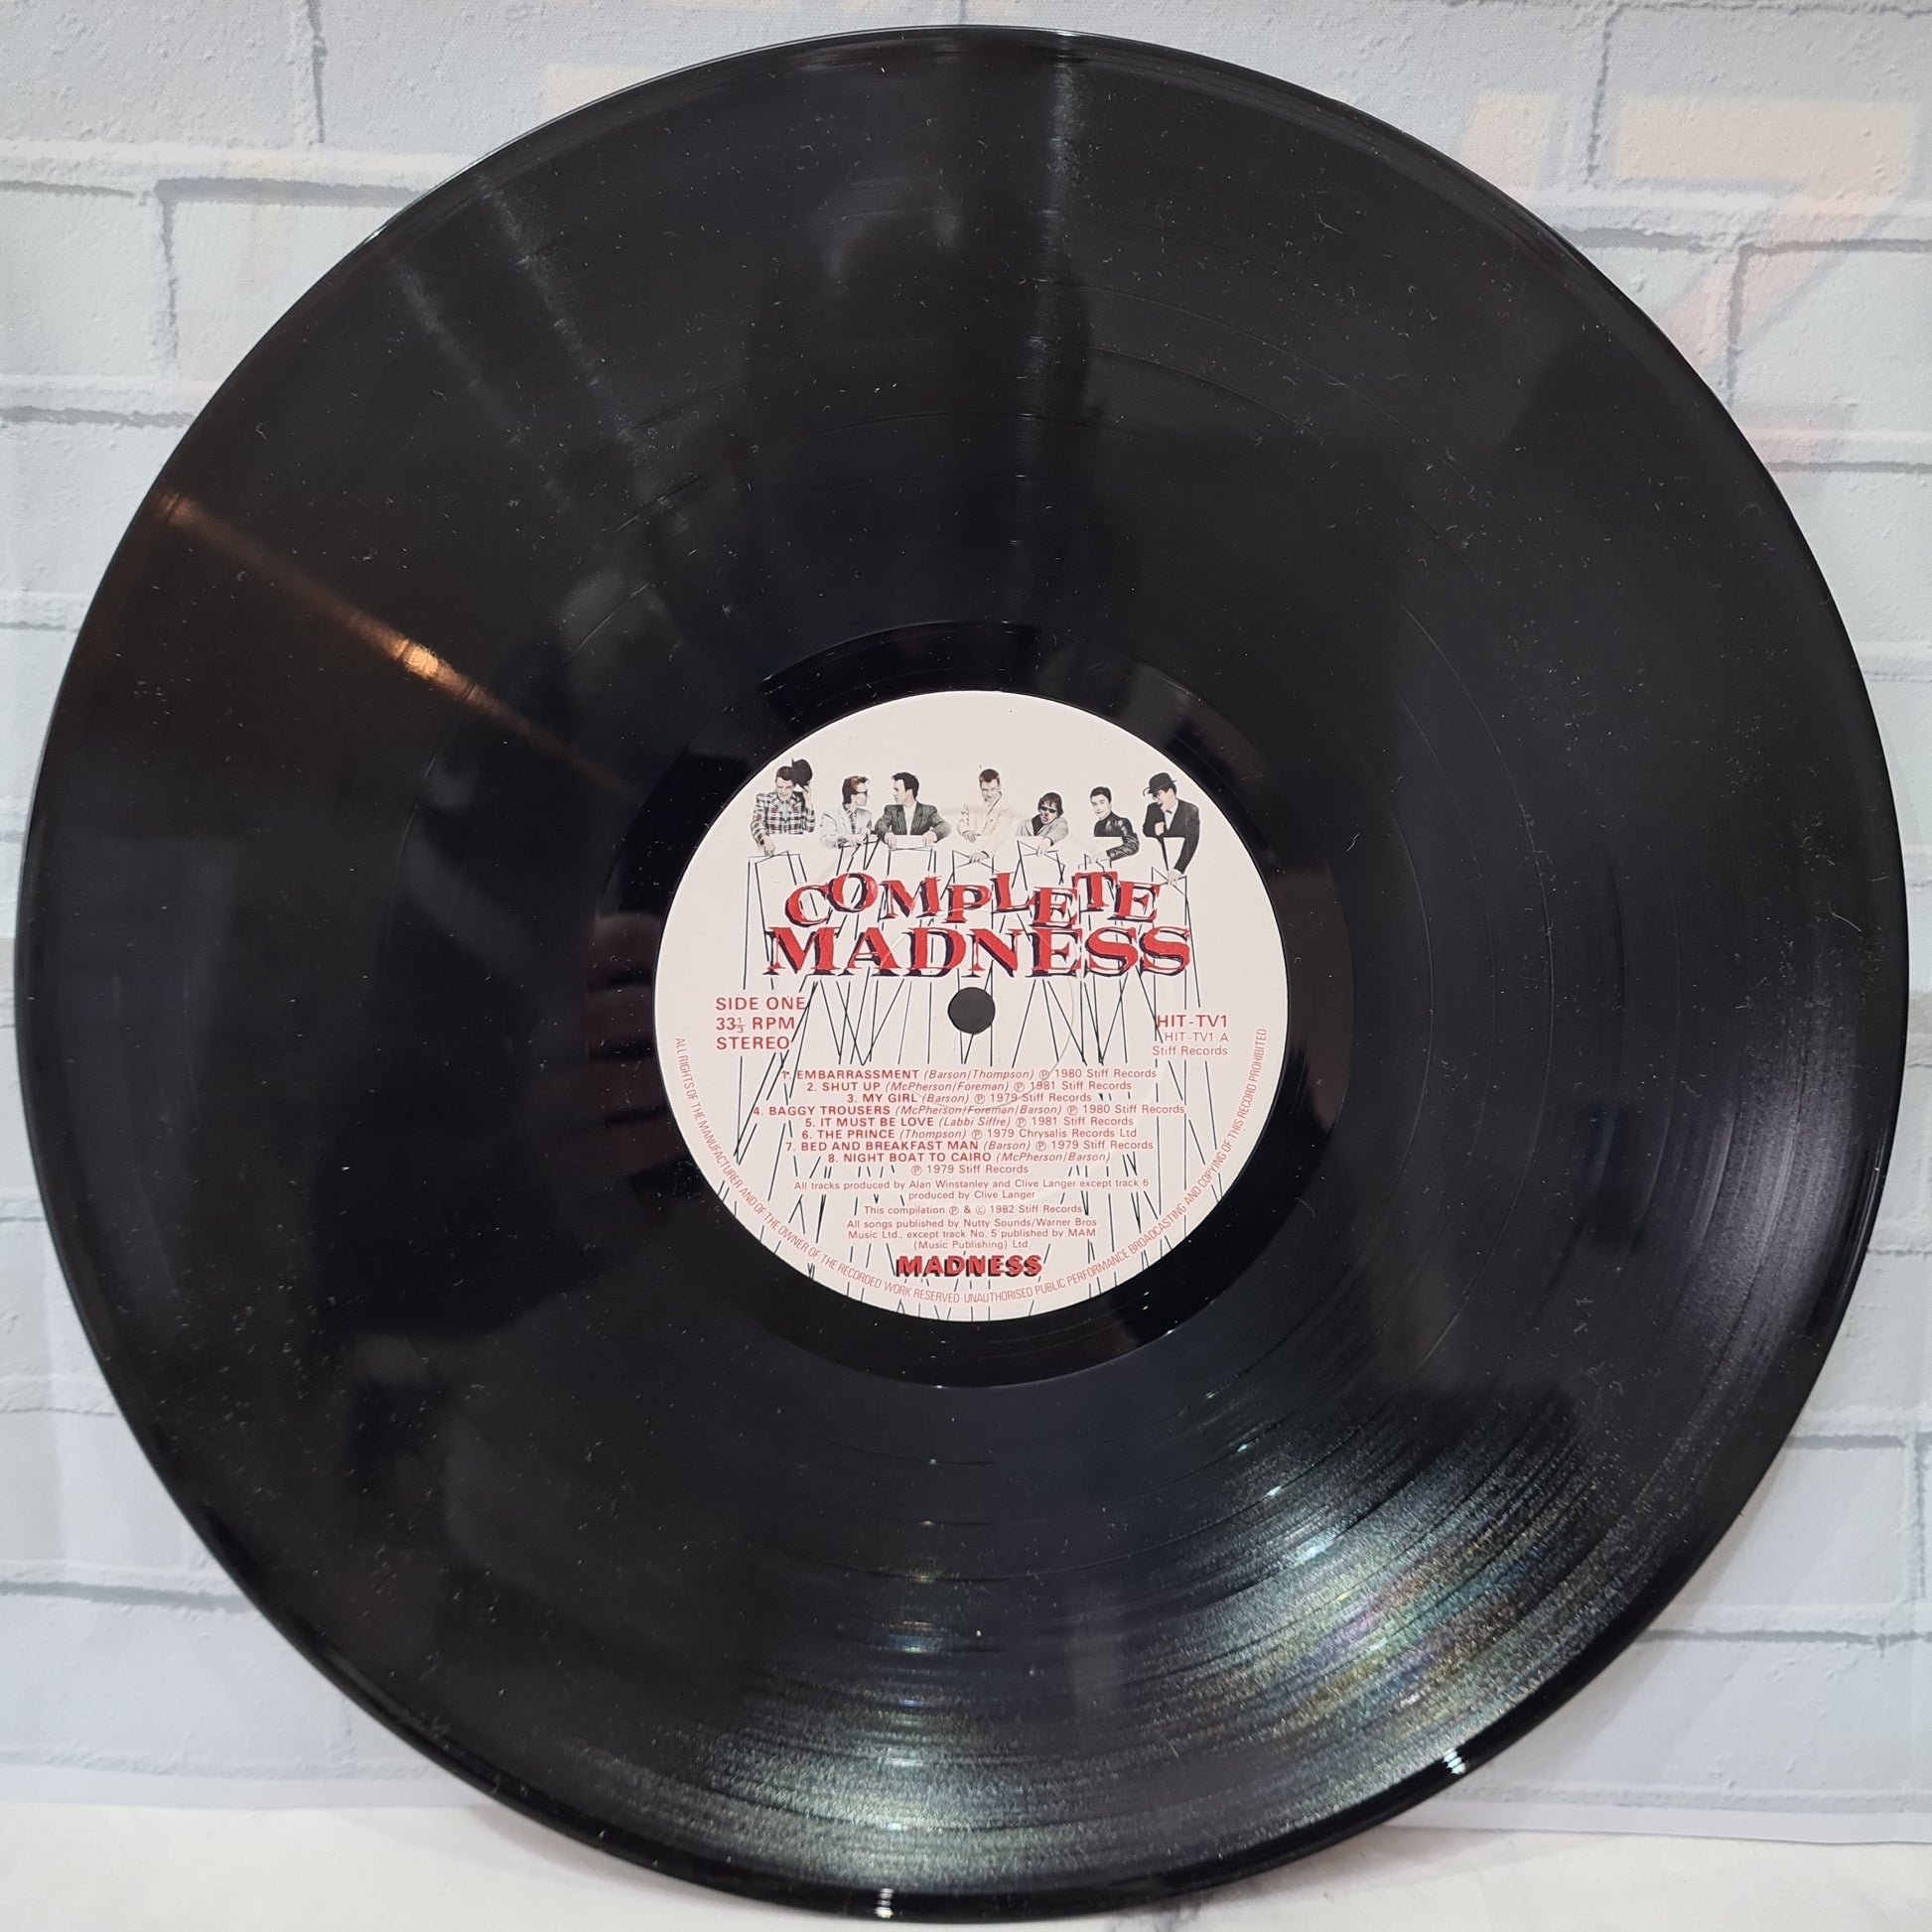 COMPLETE
MADNESS
SIDE ONE
33⅓ RPM
STEREO
HIT-TV1
HIT-TV1 A
Stiff Records
1. EMBARRASSMENT (Barson/Thompson) ℗ 1980 Stiff Records
2. SHUT UP (McPherson/Foreman) ℗ 1981 Stiff Records
3. MY GIRL (Barson) ℗ 1979 Stiff Records
4. BAGGY TROUSERS (McPherson/Foreman/Barson) ℗ 1980 Stiff Records
5. IT MUST BE LOVE (Labbi Siffre) ℗ 1981 Stiff Records
6. THE PRINCE (Thompson) ℗ 1979 Chrysalis Records Ltd
7. BED AND BREAKFAST MAN (Barson) ℗ 1979 Stiff Records
8. NIGHT BOAT TO CAIRO (McPherson/Barson)
℗ 1979 Stiff Records
All tracks produced by Alan Winstanley and Clive Langer except track 6
produced by Clive Langer
This compilation ℗ & © 1982 Stiff Records
All songs published by Nutty Sounds/Warner Bros
Music Ltd., except track No. 5 published by MAM
(Music Publishing) Ltd.
MADNESS
ALL RIGHTS OF THE MANUFACTURER AND OF THE OWNER OF THE RECORDED WORK RESERVED UNAUTHORISED PUBLIC PERFORMANCE BROADCASTING AND COPYING OF THIS RECORD PROHIBITED